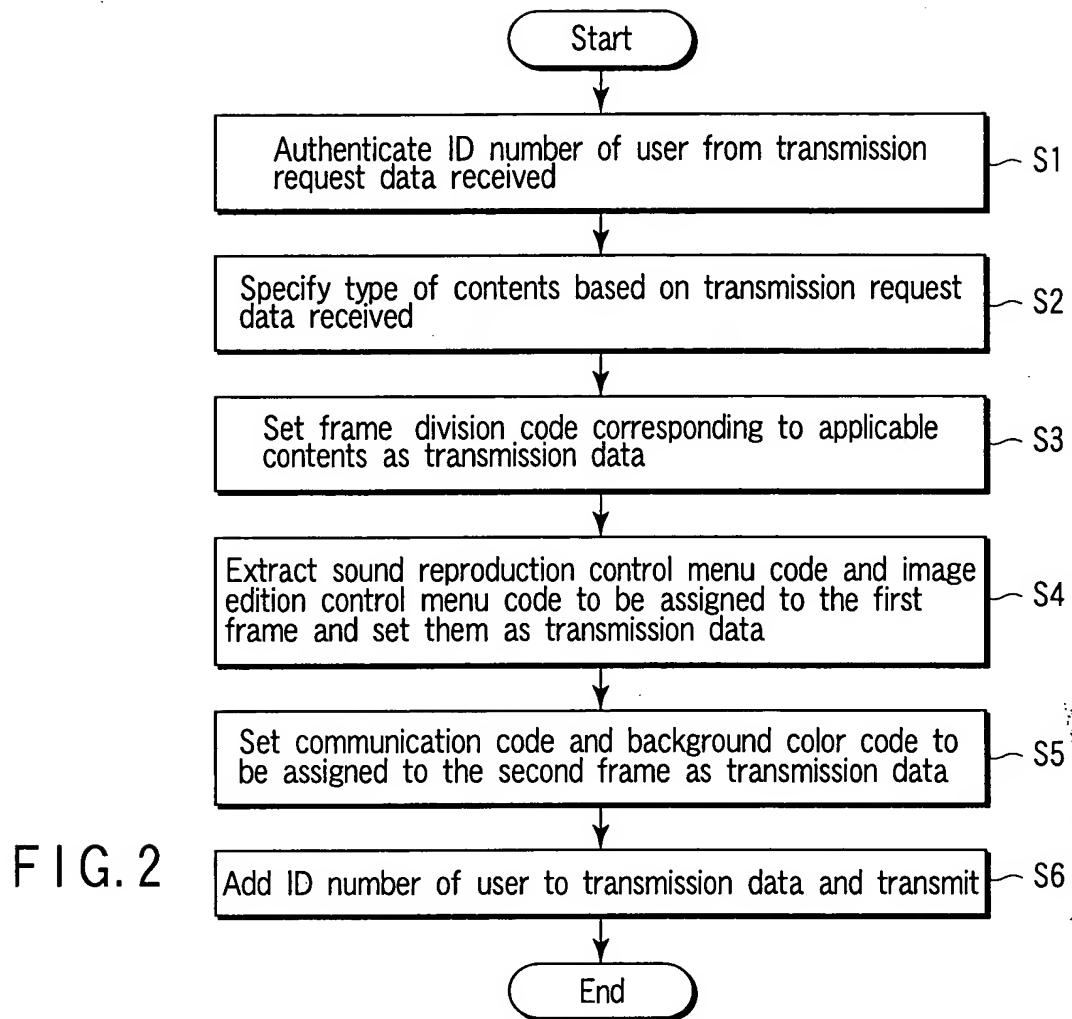 Start
Authenticate ID number of user from transmission
request data received
S1
Specify type of contents based on transmission request
data received
S2
Set frame division code corresponding to applicable
contents as transmission data
S3
Extract sound reproduction control menu code and image
edition control menu code to be assigned to the first
frame and set them as transmission data
S4
Set communication code and background color code to
be assigned to the second frame as transmission data
S5
Add ID number of user to transmission data and transmit
S6
End
FIG. 2